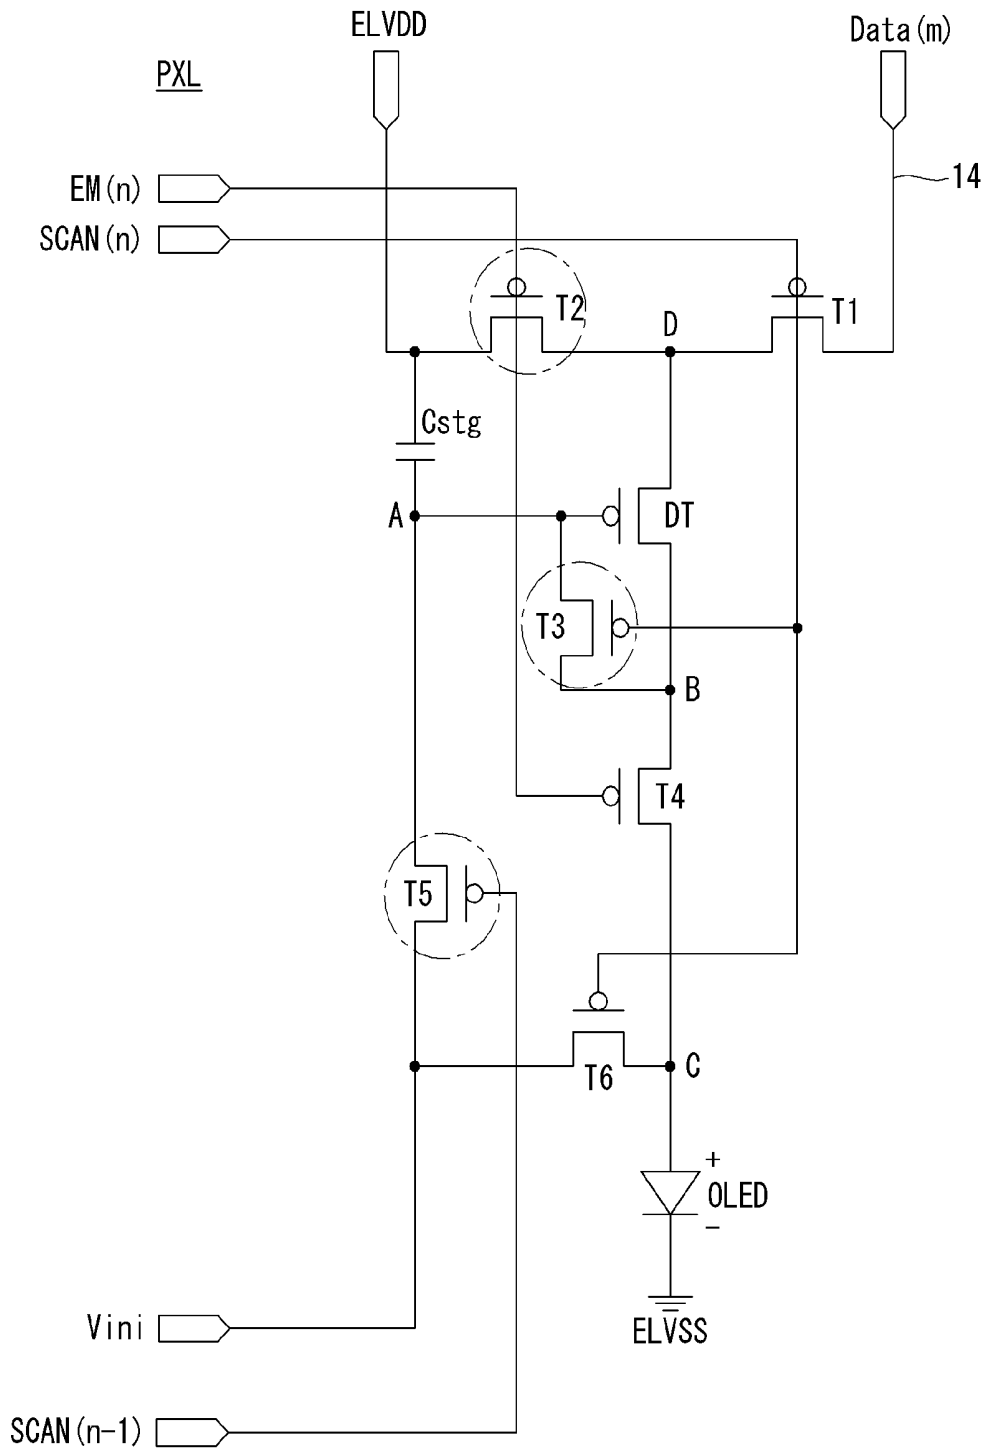 ELVDD
Data(m)
PXL
EM(n)
14
SCAN(n)
T2
T1
D
Cstg
A
DT
T3
B
T4
T5
C
T6
+
OLED
-
Vini
ELVSS
SCAN(n-1)